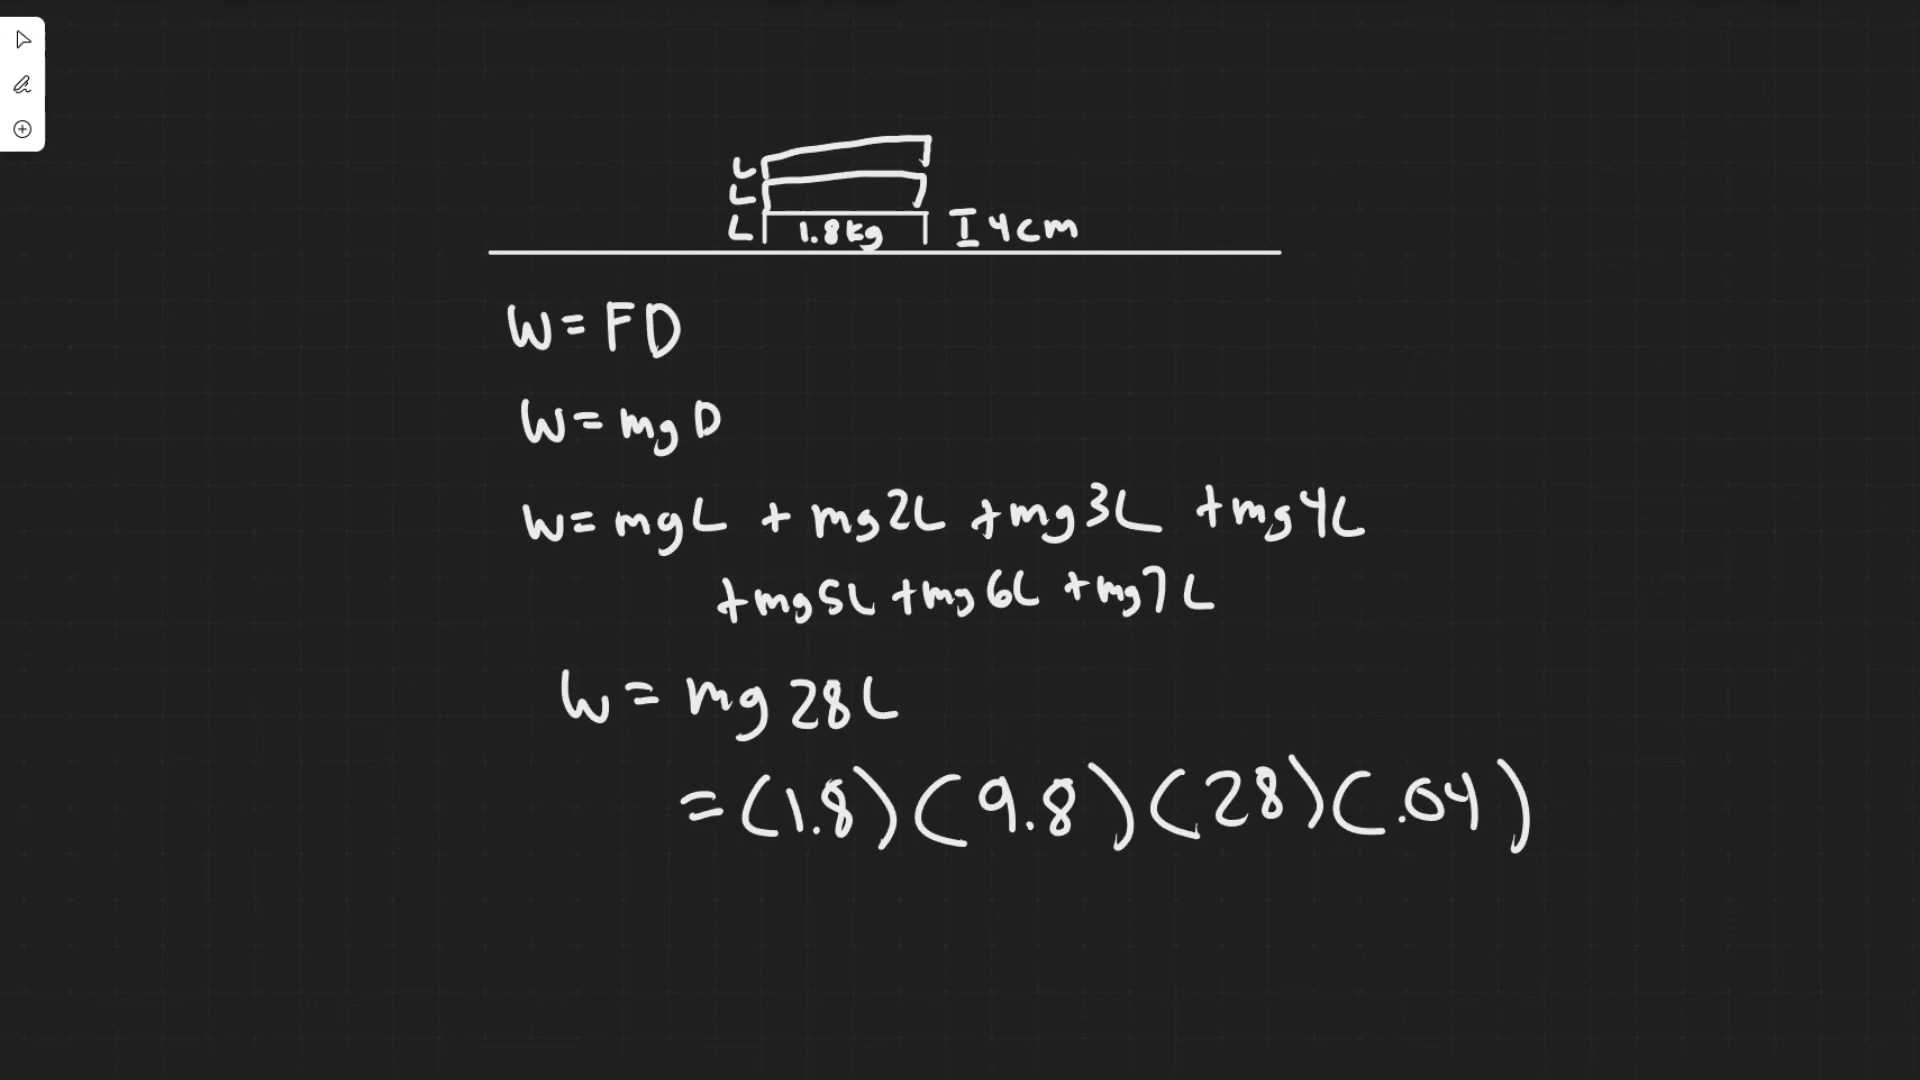 L
L
L 1.8kg I 4cm
W = FD
W = mg D
W = mgL + mg2L + mg3L + mg4L
+ mg5L + mg6L + mg7L
W = mg 28L
= (1.8)(9.8)(28)(.04)